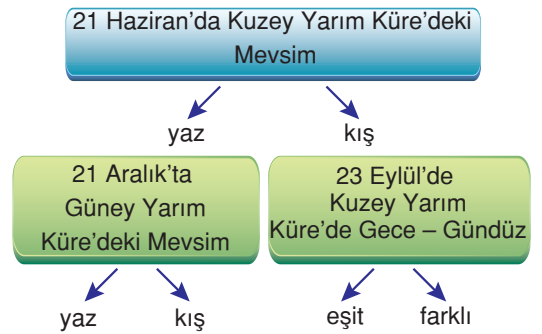 21 Haziran'da Kuzey Yarım Küre'deki
Mevsim
yaz
kış
21 Aralık'ta
Güney Yarım
Küre'deki Mevsim
23 Eylül'de
Kuzey Yarım
Küre'de Gece – Gündüz
yaz
kış
eşit
farklı